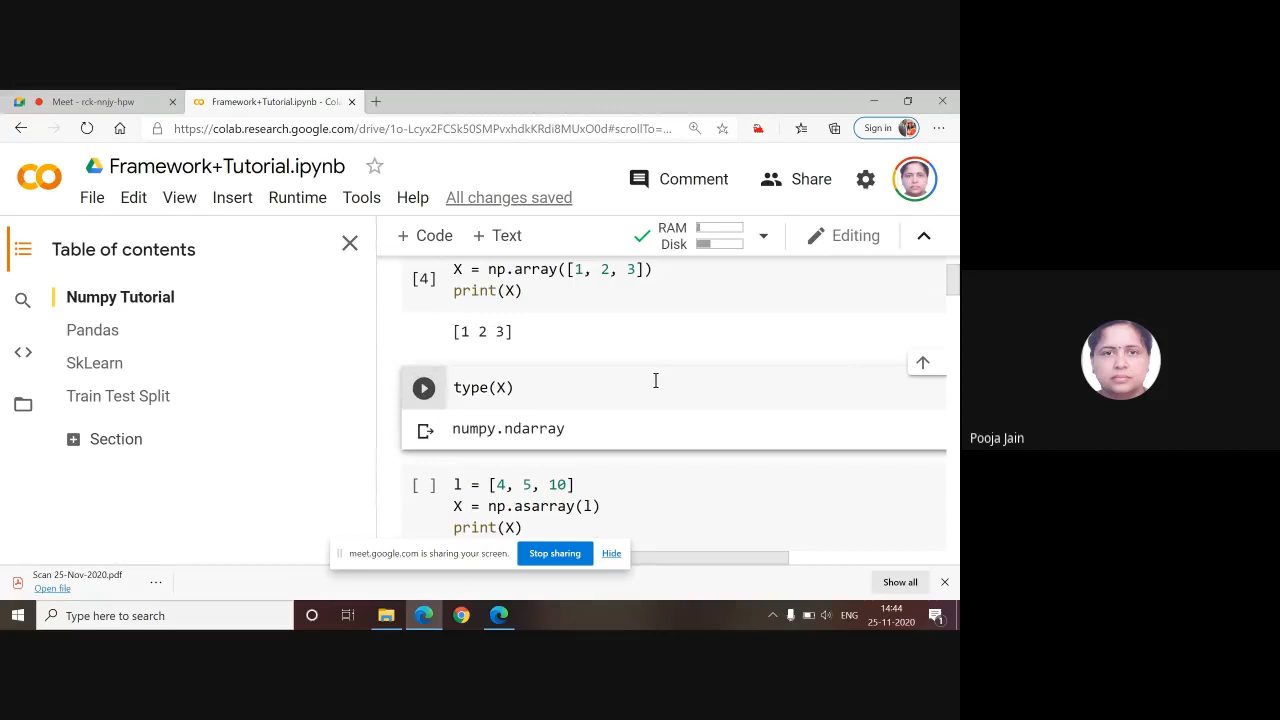 Meet - rck-nnjy-hpw
Framework+Tutorial.ipynb - Col
https://colab.research.google.com/drive/1o-Lcyx2FCSk50SMPvxhdkKRdi8MUxO0d#scrollTo=...
Sign in
Framework+Tutorial.ipynb
Comment
Share
File Edit View Insert Runtime Tools Help All changes saved
Table of contents
+ Code + Text
RAM
Disk
Editing
Numpy Tutorial
Pandas
SkLearn
Train Test Split
Section
[4]
X = np.array([1, 2, 3])
print(X)
[1 2 3]
type(X)
numpy.ndarray
[ ]
l = [4, 5, 10]
X = np.asarray(l)
print(X)
meet.google.com is sharing your screen.
Stop sharing
Hide
Scan 25-Nov-2020.pdf
Open file
Show all
Type here to search
ENG
14:44
25-11-2020
1
Pooja Jain